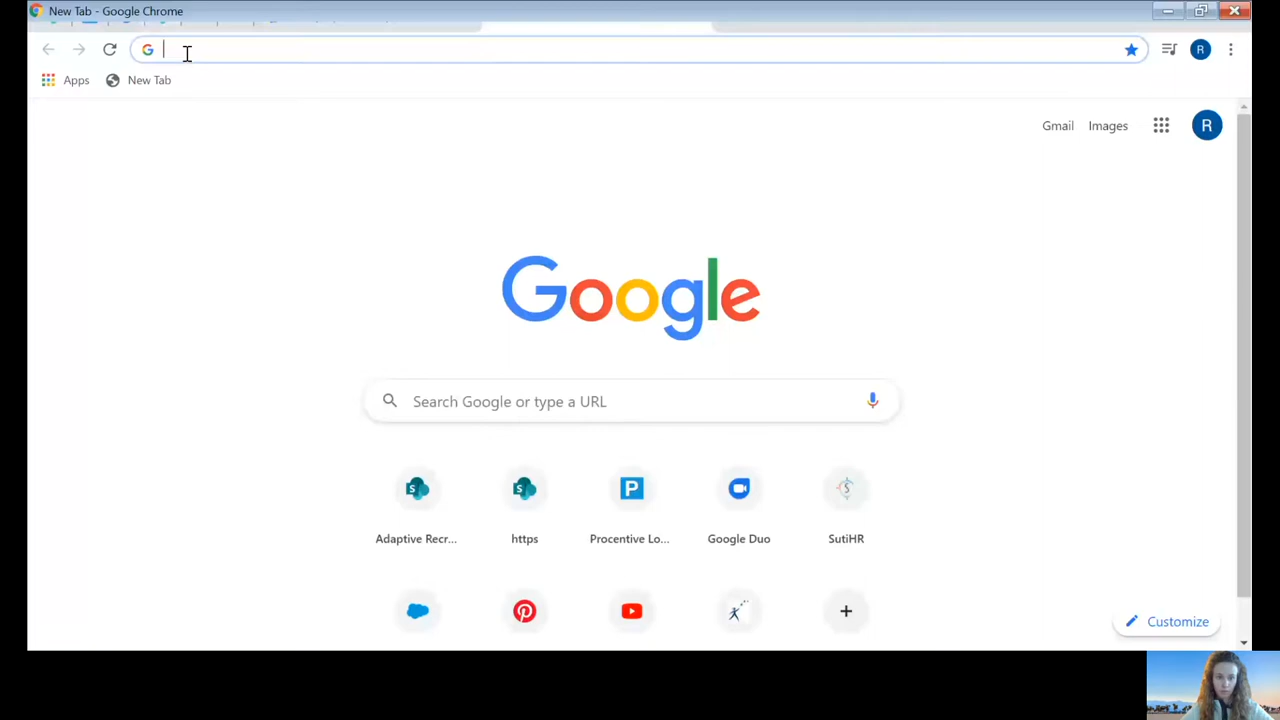 New Tab - Google Chrome
G
R
Apps New Tab
Gmail Images R
Google
Search Google or type a URL
S S P S
Adaptive Recr... https Procentive Lo... Google Duo SutiHR
Customize